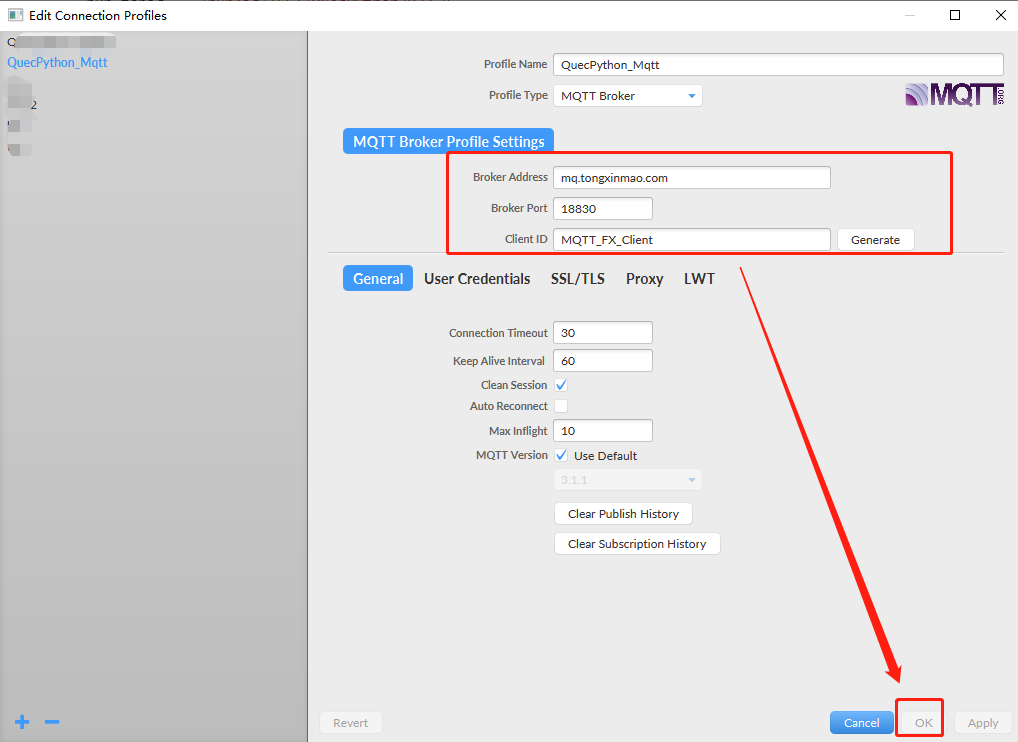 Edit Connection Profiles
Q
QuecPython_Mqtt
2
Profile Name QuecPython_Mqtt
Profile Type MQTT Broker
MQTT.ORG
MQTT Broker Profile Settings
Broker Address mq.tongxinmao.com
Broker Port 18830
Client ID MQTT_FX_Client Generate
General User Credentials SSL/TLS Proxy LWT
Connection Timeout 30
Keep Alive Interval 60
Clean Session
Auto Reconnect
Max Inflight 10
MQTT Version Use Default
3.1.1
Clear Publish History
Clear Subscription History
Revert Cancel OK Apply